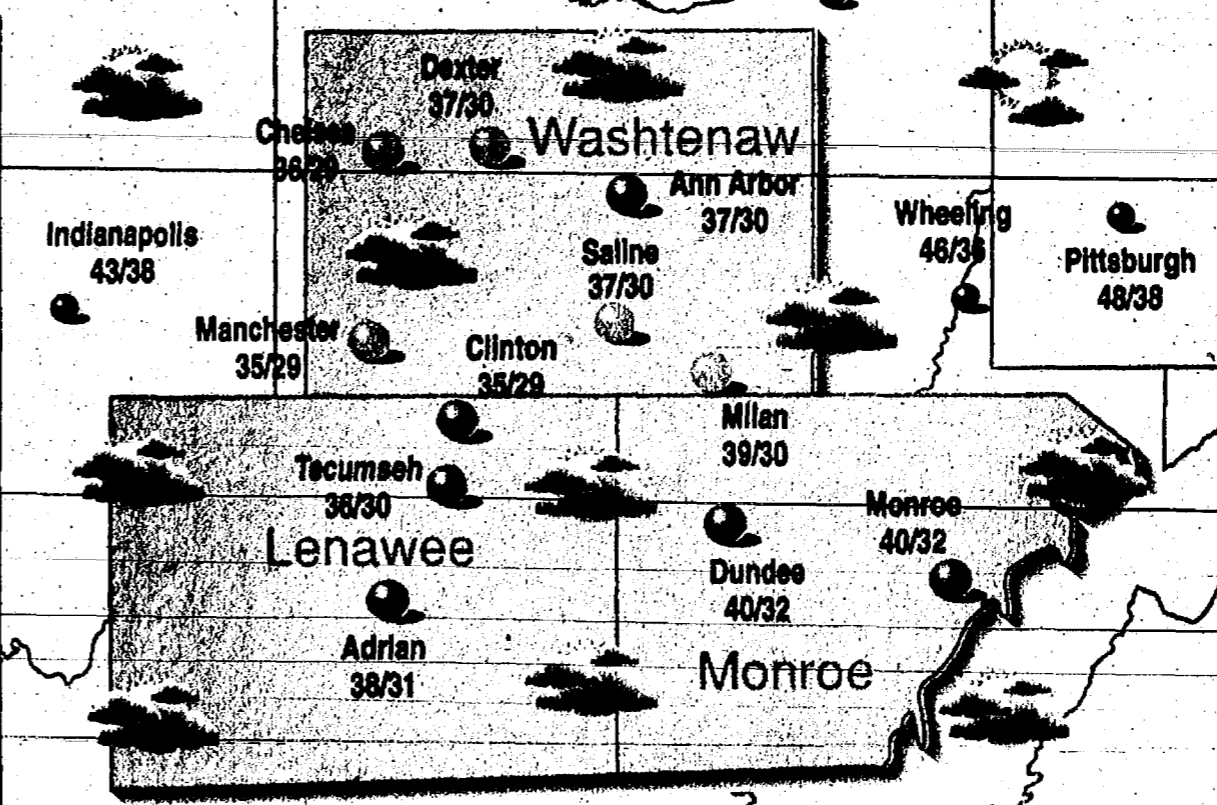 Dexter
37/30
Chelsea
36/29
Washtenaw
Ann Arbor
37/30
Indianapolis
43/38
Saline
37/30
Wheeling
46/36
Pittsburgh
48/38
Manchester
35/29
Clinton
35/29
Milan
39/30
Tecumseh
36/30
Lenawee
Monroe
40/32
Dundee
40/32
Adrian
38/31
Monroe